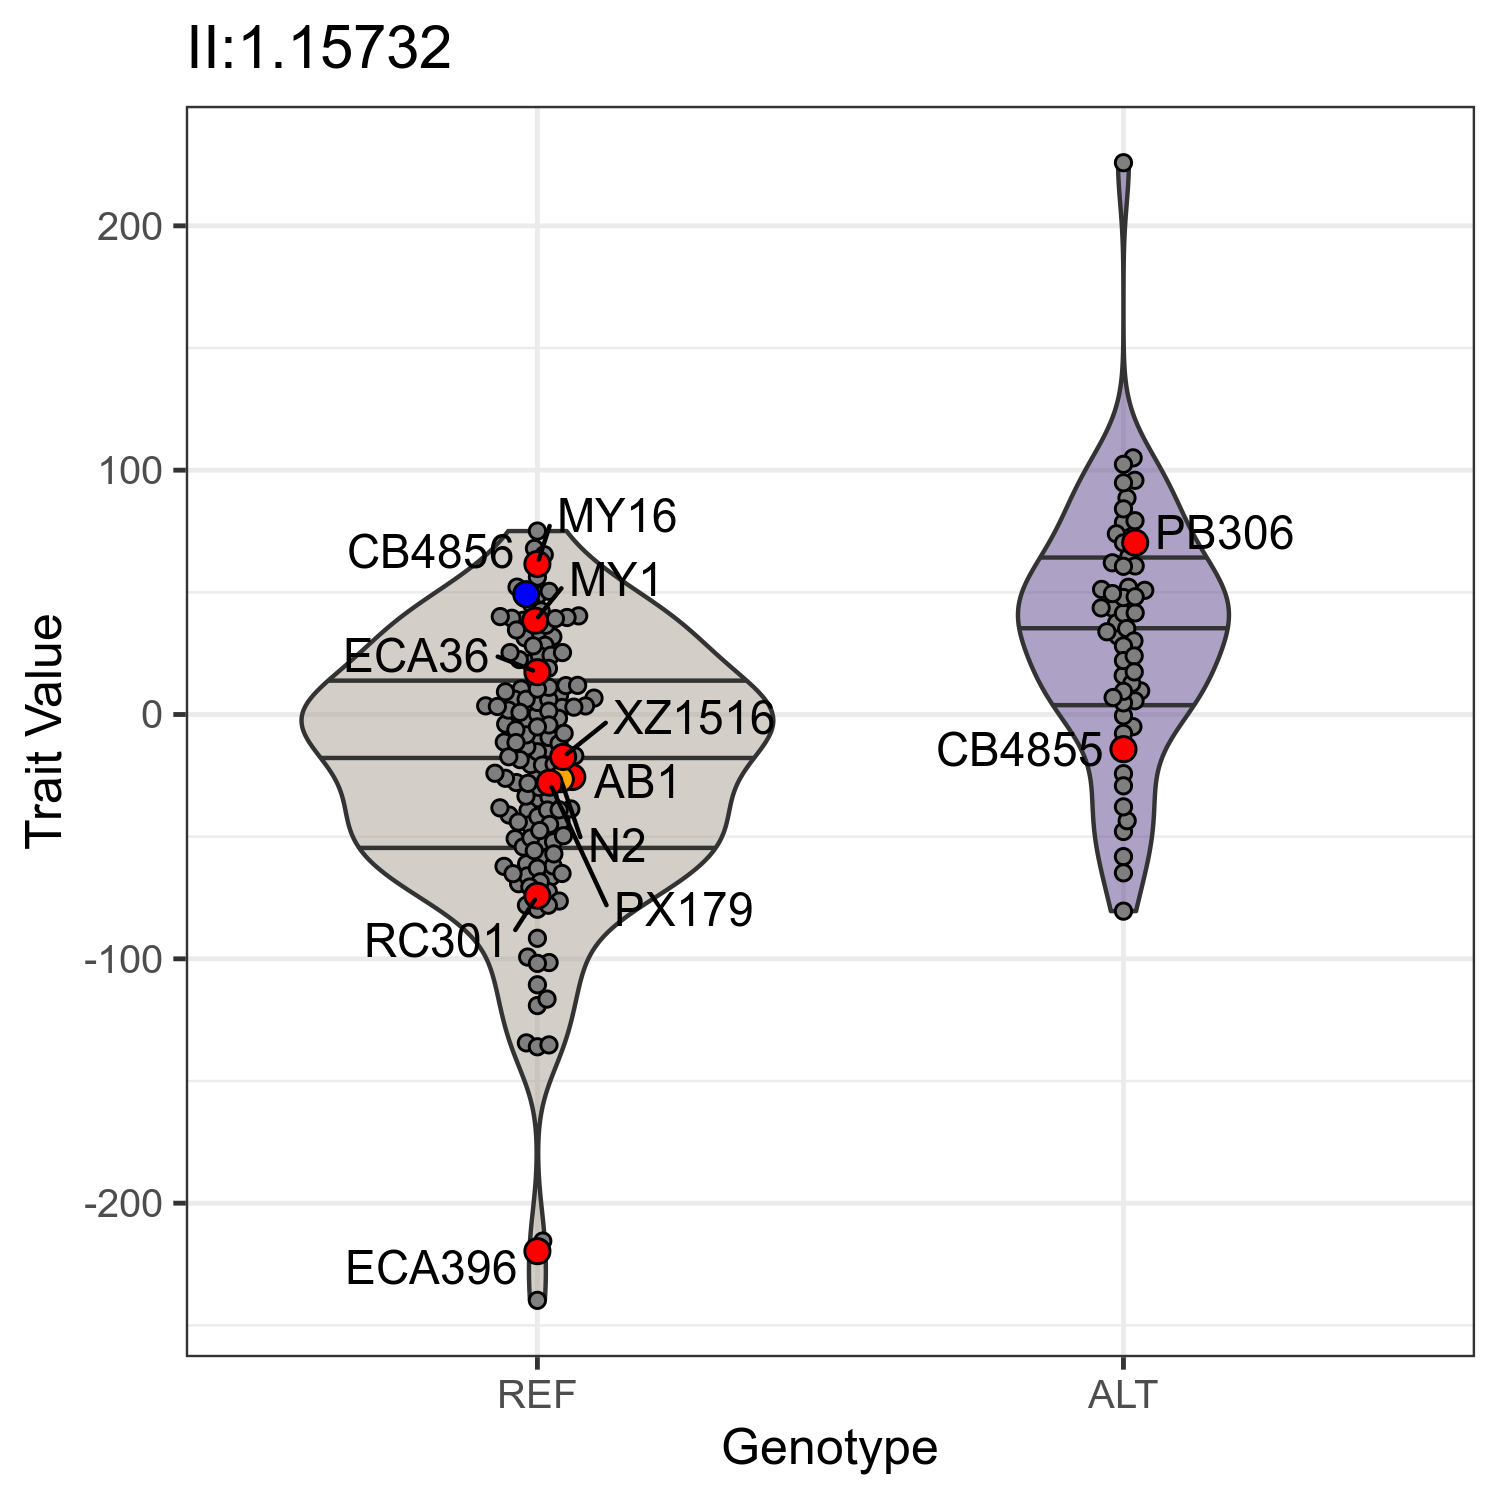 II:1.15732
Trait Value
200
100
0
-100
-200
MY16
CB4856
PB306
MY1
ECA36
XZ1516
CB4855
AB1
N2
PX179
RC301
ECA396
REF
ALT
Genotype